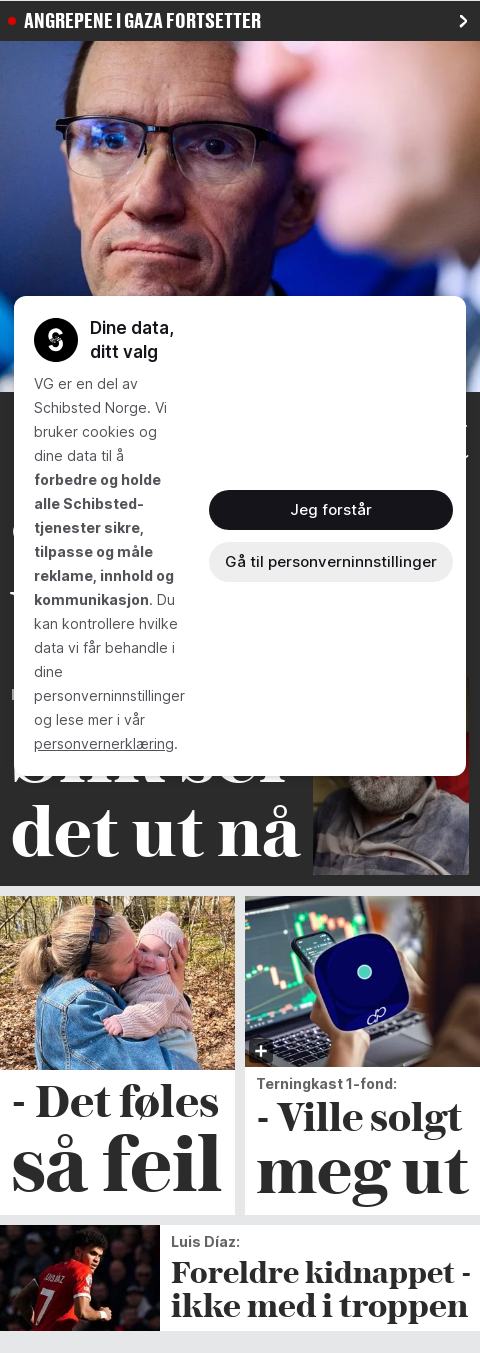 ANGREPENE I GAZA FORTSETTER
Dine data,
ditt valg
VG er en del av
Schibsted Norge. Vi
bruker cookies og
dine data til å
forbedre og holde
alle Schibsted-
tjenester sikre,
tilpasse og måle
reklame, innhold og
kommunikasjon. Du
kan kontrollere hvilke
data vi får behandle i
dine
personverninnstillinger
og lese mer i vår
personvernerklæring.
Jeg forstår
Gå til personverninnstillinger
det ut nå
- Det føles
så feil
Terningkast 1-fond:
- Ville solgt
meg ut
LUIS DÍAZ
7
Luis Díaz:
Foreldre kidnappet -
ikke med i troppen